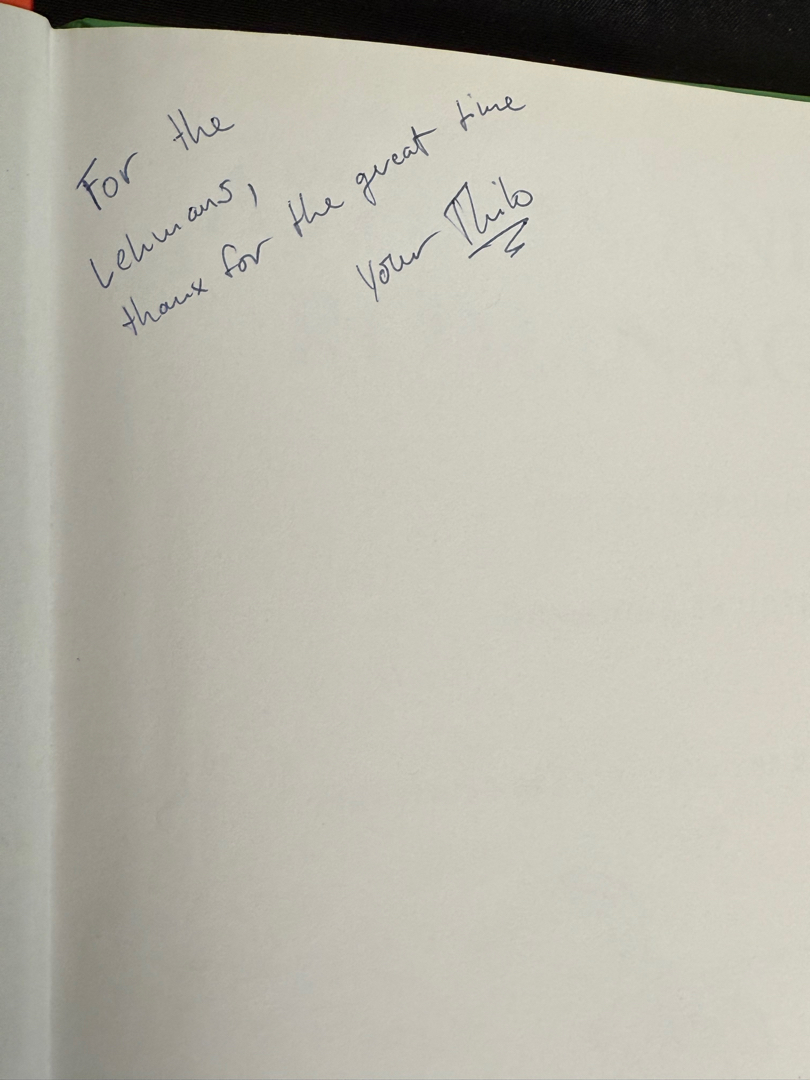 For the
Lehmans,
thanx for the great time
Your Thilo